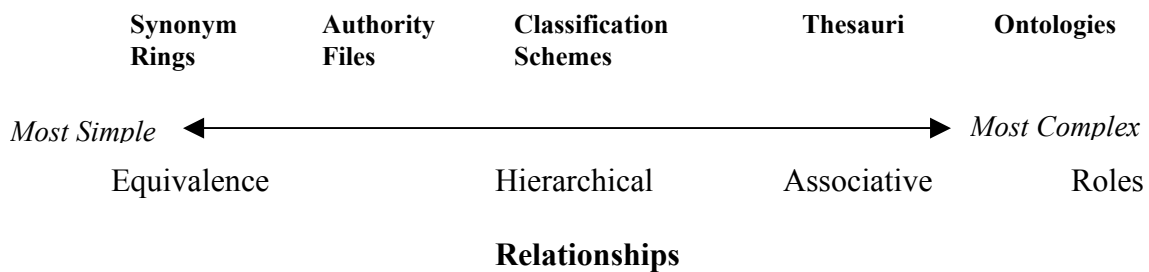 Synonym Authority Classification Thesauri Ontologies
Rings Files Schemes
Most Simple Most Complex
Equivalence Hierarchical Associative Roles
Relationships